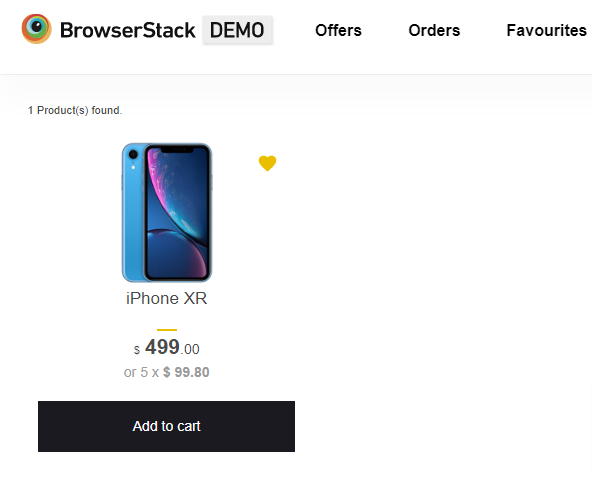 BrowserStack DEMO Offers Orders Favourites
1 Product(s) found.
iPhone XR
$ 499.00
or 5 x $ 99.80
Add to cart